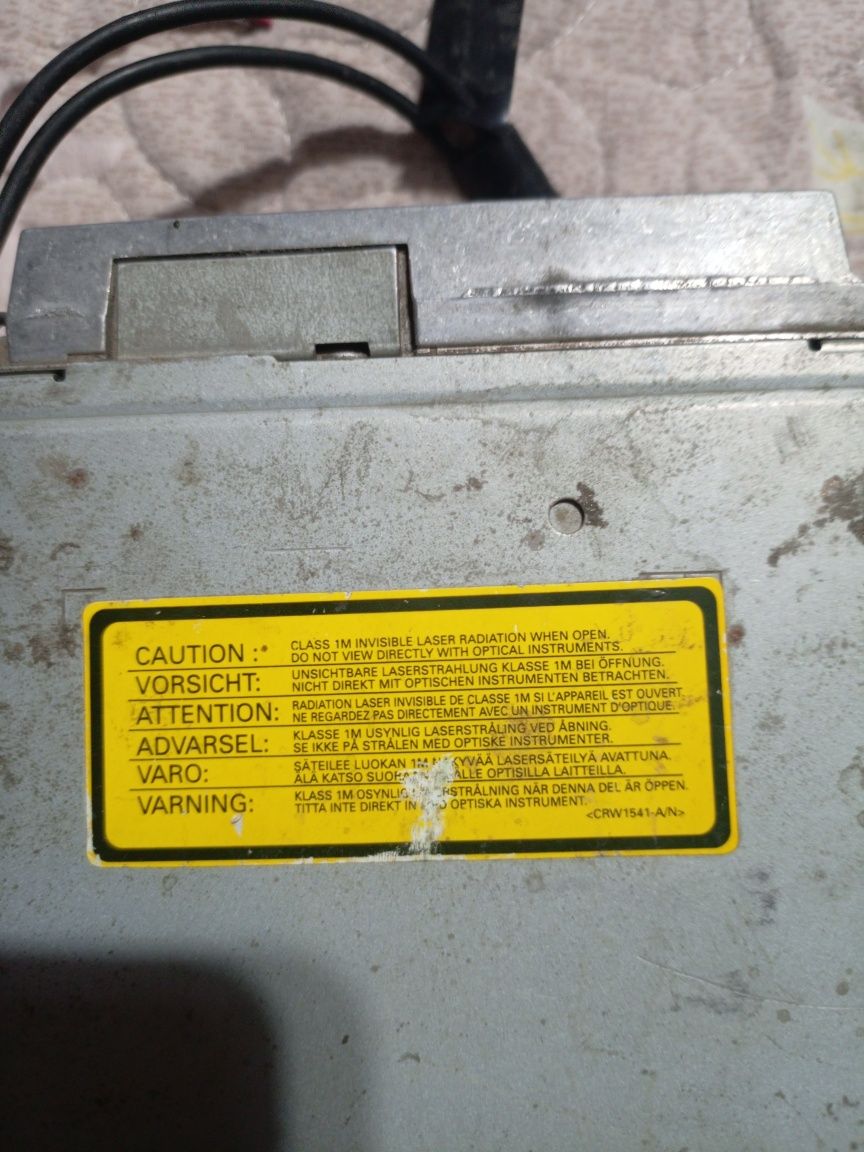 CAUTION : CLASS 1M INVISIBLE LASER RADIATION WHEN OPEN.
DO NOT VIEW DIRECTLY WITH OPTICAL INSTRUMENTS.
VORSICHT: UNSICHTBARE LASERSTRAHLUNG KLASSE 1M BEI ÖFFNUNG.
NICHT DIREKT MIT OPTISCHEN INSTRUMENTEN BETRACHTEN.
ATTENTION: RADIATION LASER INVISIBLE DE CLASSE 1M SI L'APPAREIL EST OUVERT.
NE REGARDEZ PAS DIRECTEMENT AVEC UN INSTRUMENT D'OPTIQUE.
ADVARSEL: KLASSE 1M USYNLIG LASERSTRÅLING VED ÅBNING.
SE IKKE PÅ STRÅLEN MED OPTISKE INSTRUMENTER.
VARO: SÄTEILEE LUOKAN 1M LASERSÄTEILYÄ AVATTUNA.
ÄLÄ KATSO OPTISILLA LAITTEILLA.
VARNING: KLASS 1M NÄR DENNA DEL ÄR ÖPPEN.
TITTA INTE DIREKT IN OPTISKA INSTRUMENT.
<CRW1541-A/N>